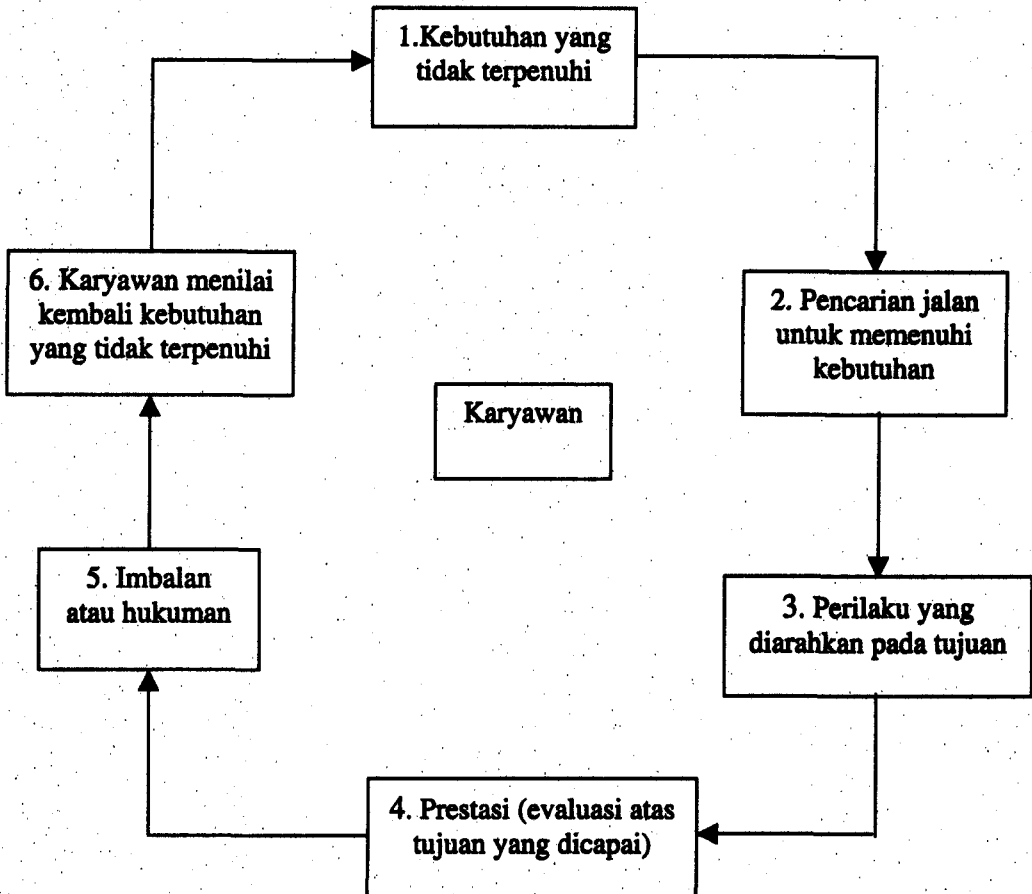 1.Kebutuhan yang
tidak terpenuhi
2. Pencarian jalan
untuk memenuhi
kebutuhan
3. Perilaku yang
diarahkan pada tujuan
4. Prestasi (evaluasi atas
tujuan yang dicapai)
5. Imbalan
atau hukuman
6. Karyawan menilai
kembali kebutuhan
yang tidak terpenuhi
Karyawan